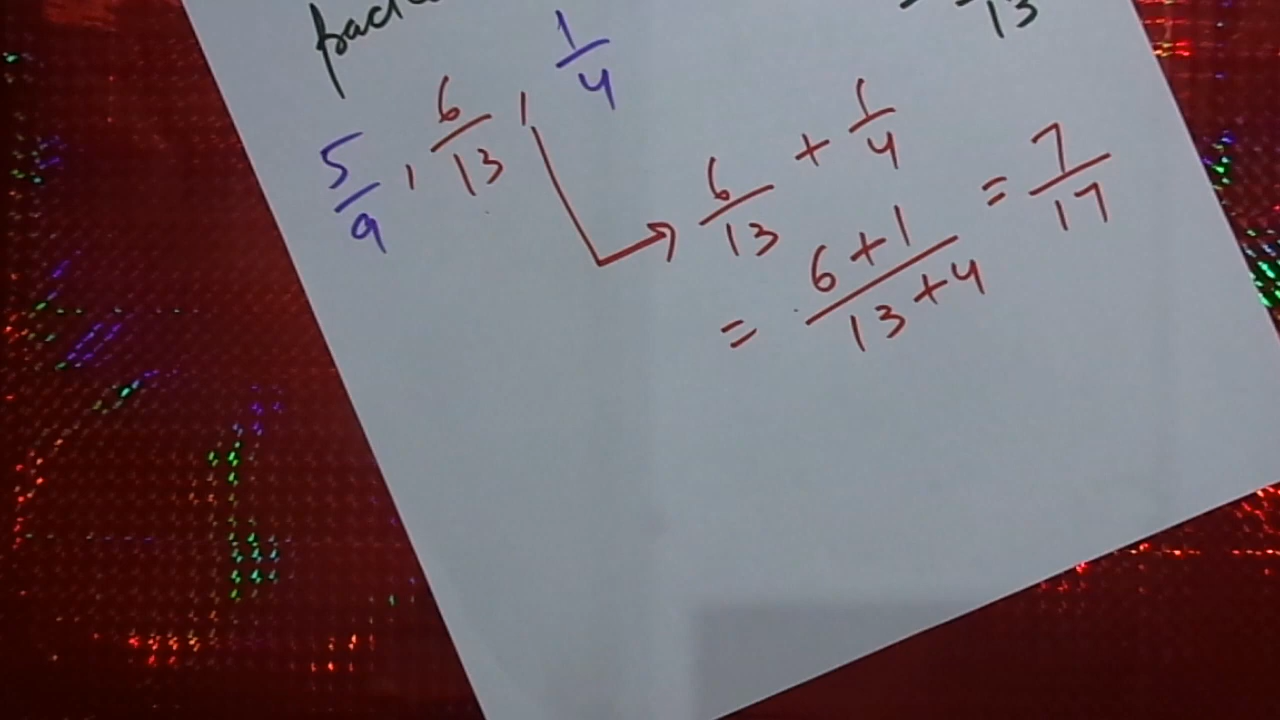 5/9 , 6/13 , 1/4
6/13 + 1/4
= (6+1)/(13+4) = 7/17